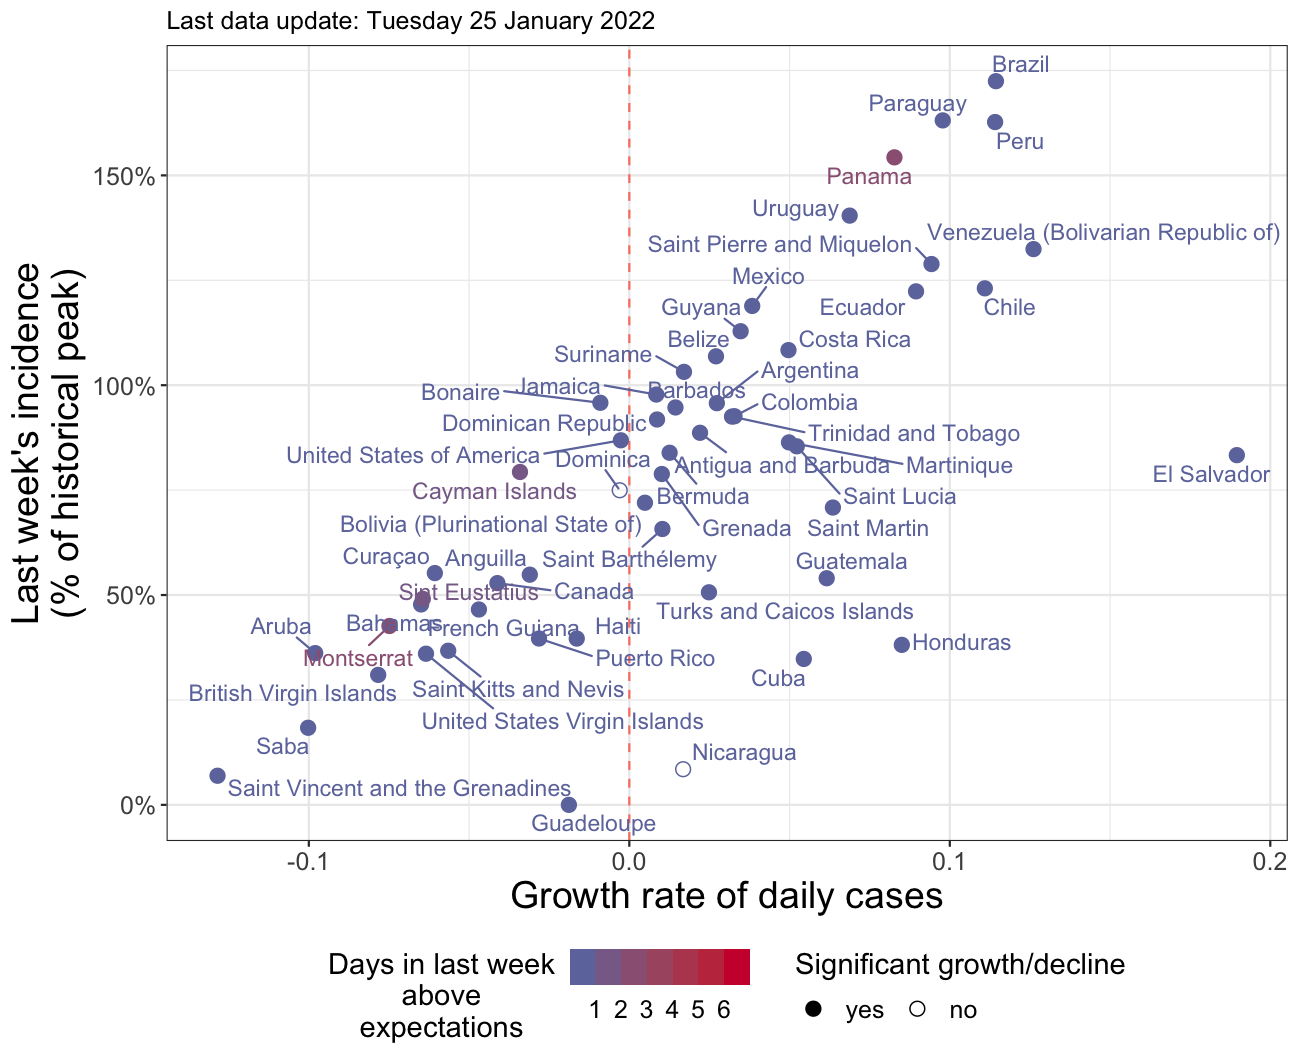 Last data update: Tuesday 25 January 2022
Last week's incidence
(% of historical peak)
150%
100%
50%
0%
Brazil
Paraguay
Peru
Panama
Uruguay
Venezuela (Bolivarian Republic of)
Saint Pierre and Miquelon
Mexico
Ecuador
Chile
Guyana
Belize
Costa Rica
Suriname
Argentina
Jamaica
Barbados
Bonaire
Colombia
Dominican Republic
Trinidad and Tobago
United States of America
Dominica
Antigua and Barbuda
Martinique
El Salvador
Cayman Islands
Bermuda
Saint Lucia
Bolivia (Plurinational State of)
Grenada
Saint Martin
Curaçao
Anguilla
Saint Barthélemy
Guatemala
Sint Eustatius
Canada
Turks and Caicos Islands
Aruba
Bahamas
French Guiana
Haiti
Honduras
Montserrat
Puerto Rico
Cuba
British Virgin Islands
Saint Kitts and Nevis
United States Virgin Islands
Saba
Nicaragua
Saint Vincent and the Grenadines
Guadeloupe
-0.1
0.0
0.1
0.2
Growth rate of daily cases
Days in last week
above
expectations
1 2 3 4 5 6
Significant growth/decline
yes
no